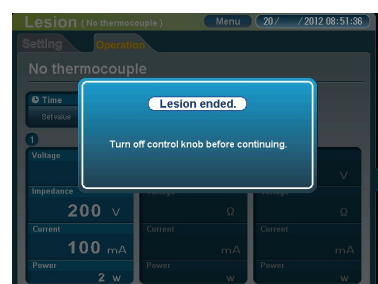 Lesion ( No thermocouple ) Menu 20/ /2012 08:51:36
Setting Operation
No thermocouple
Time
Set value
Lesion ended.
Turn off control knob before continuing.
1
Voltage
V
Impedance
200 V Ω Ω
Current Current Current
100 mA mA mA
Power Power Power
2 w w w